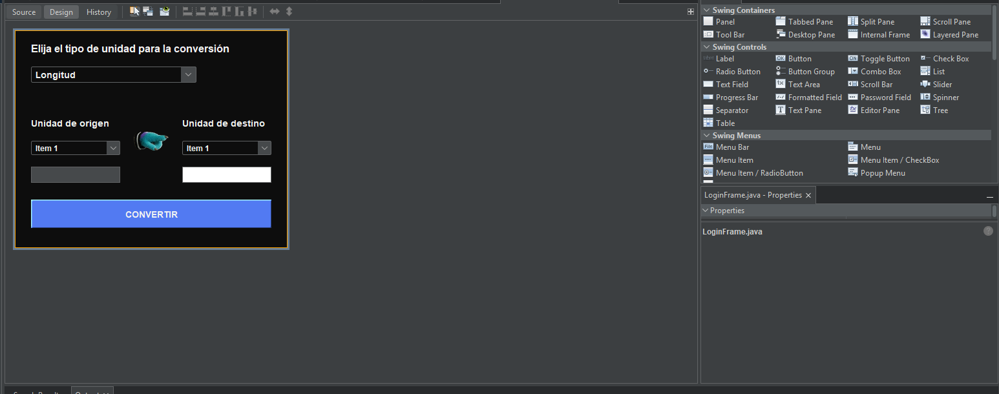 Source Design History
Elija el tipo de unidad para la conversión
Longitud
Unidad de origen Unidad de destino
Item 1 Item 1
CONVERTIR
Swing Containers
Panel Tabbed Pane Split Pane Scroll Pane
Tool Bar Desktop Pane Internal Frame Layered Pane
Swing Controls
label Label OK Button ON Toggle Button Check Box
Radio Button Button Group Combo Box List
Text Field Text Area Scroll Bar Slider
Progress Bar Formatted Field Password Field Spinner
Separator T Text Pane Editor Pane Tree
Table
Swing Menus
File Menu Bar Menu
Menu Item Menu Item / CheckBox
Menu Item / RadioButton Popup Menu
LoginFrame.java - Properties
Properties
LoginFrame.java
?